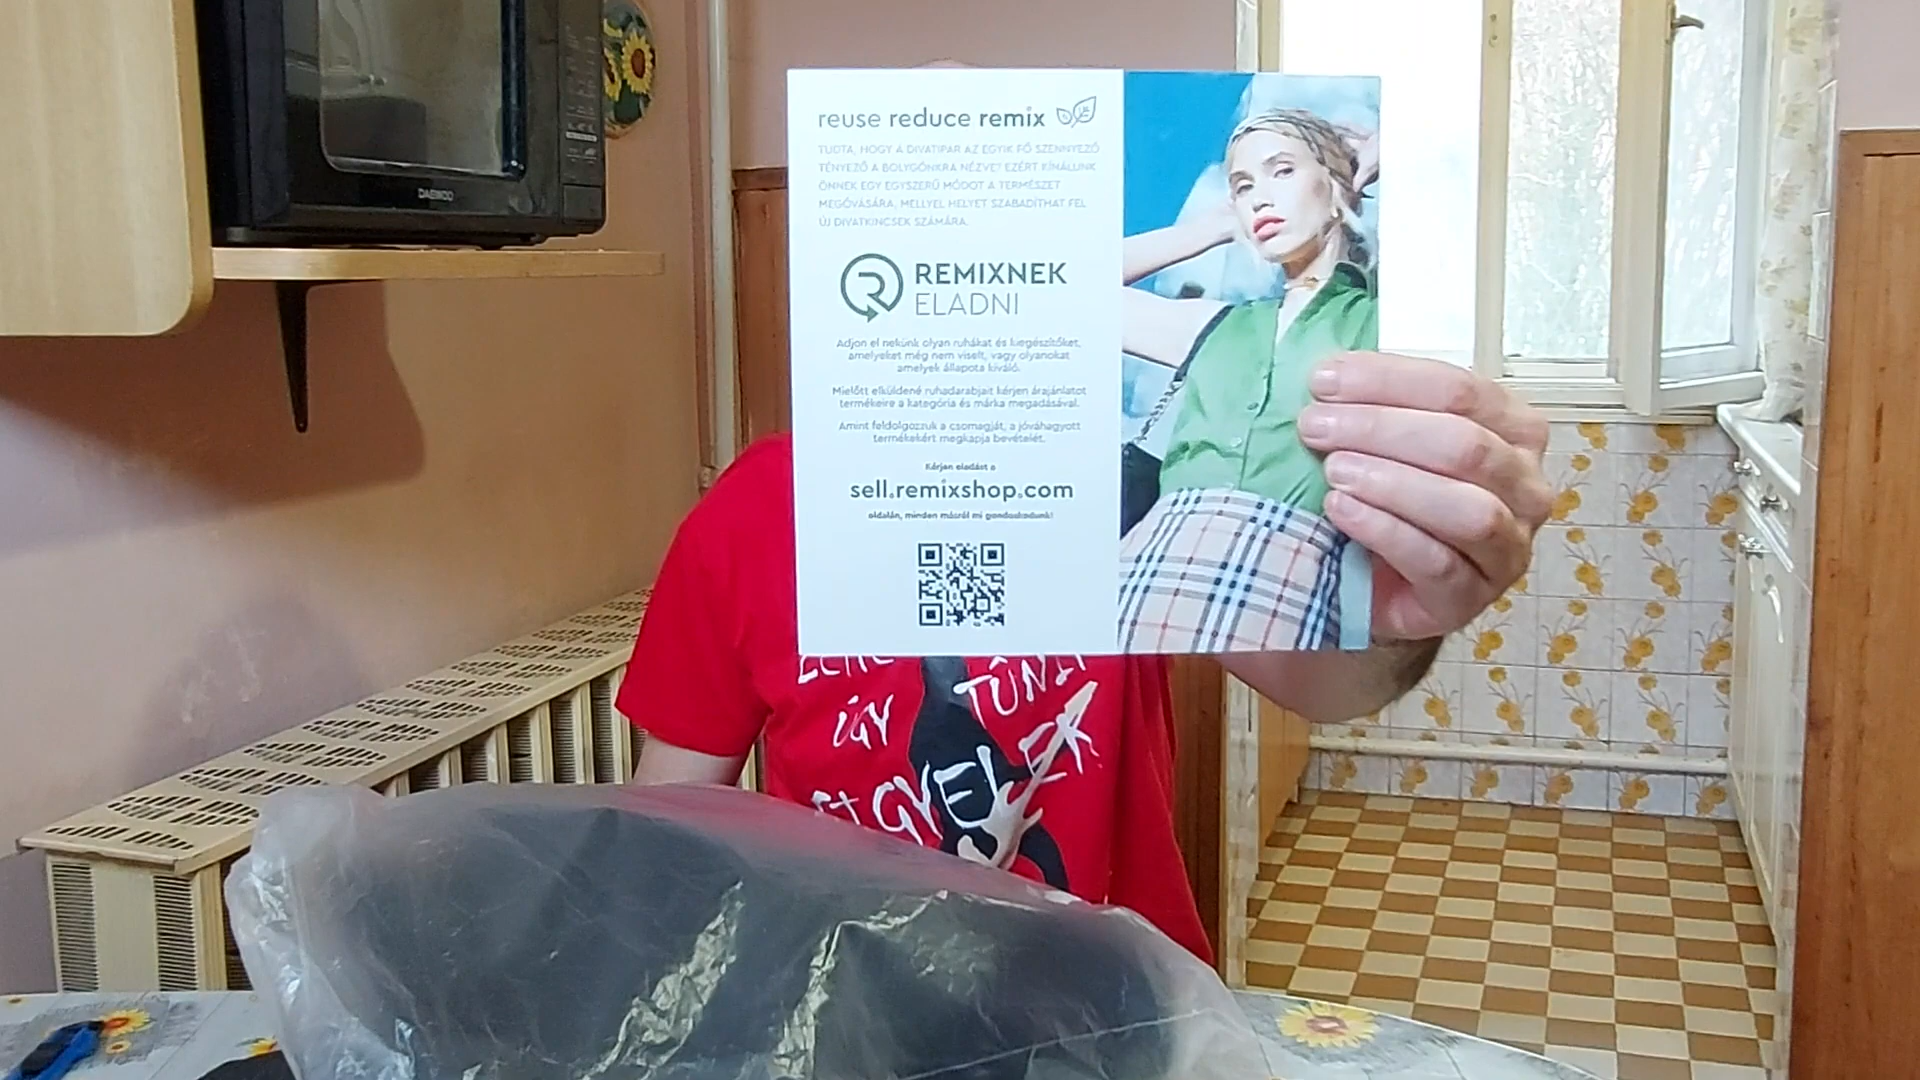 DAEWOO
reuse reduce remix
TUDTA, HOGY A DIVATIPAR AZ EGYIK FŐ SZENNYEZŐ
TÉNYEZŐ A BOLYGÓNKRA NÉZVE? EZÉRT KÍNÁLUNK
ÖNNEK EGY EGYSZERŰ MÓDOT A TERMÉSZET
MEGÓVÁSÁRA, MELLYEL HELYET SZABADÍTHAT FEL
ÚJ DIVATKINCSEK SZÁMÁRA.
REMIXNEK
ELADNI
Adjon el nekünk olyan ruhákat és kiegészítőket,
amelyeket még nem viselt, vagy olyanokat
amelyek állapota kiváló.
Mielőtt elküldené ruhadarabjait kérjen árajánlatot
termékeire a kategória és márka megadásával.
Amint feldolgozzuk a csomagját, a jóváhagyott
termékekért megkapja bevételét.
Kérjen eladást a
sell.remixshop.com
oldalán, minden másról mi gondoskodunk!
ÚGY TŰNI